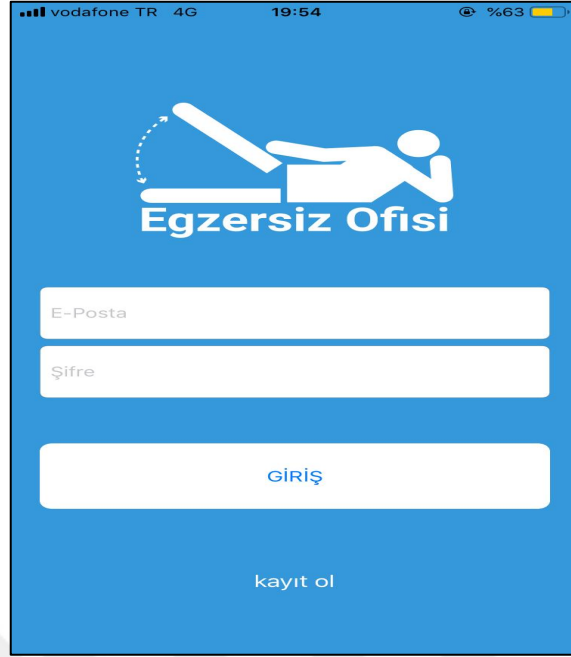 vodafone TR 4G 19:54 %63
Egzersiz Ofisi
E-Posta
Şifre
GİRİŞ
kayıt ol